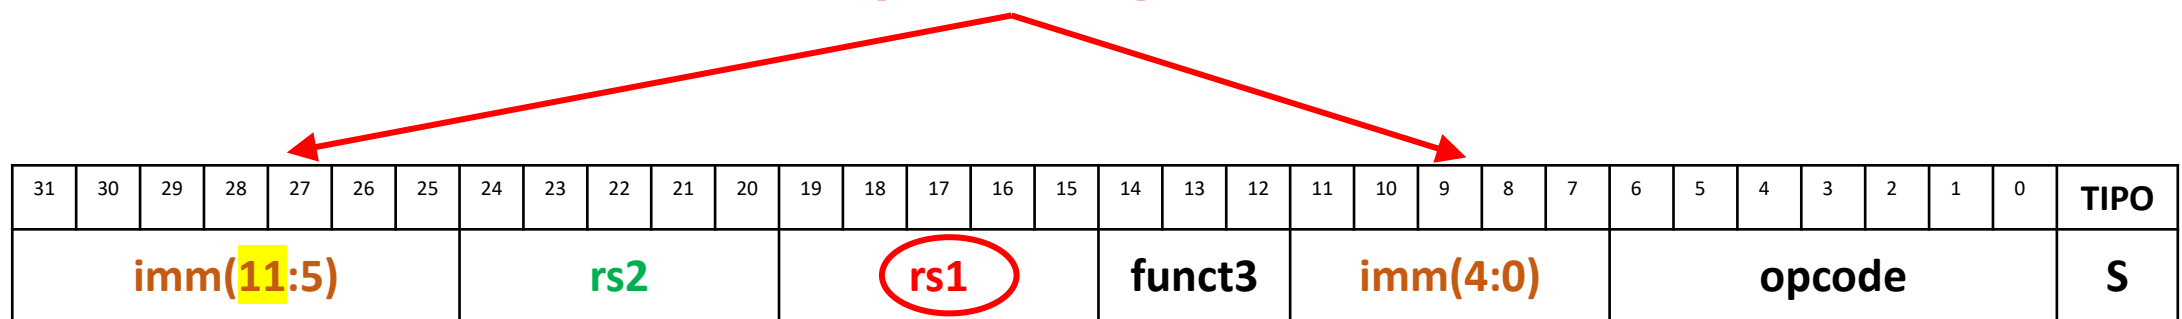 31 30 29 28 27 26 25 24 23 22 21 20 19 18 17 16 15 14 13 12 11 10 9 8 7 6 5 4 3 2 1 0 TIPO
imm(11:5) rs2 rs1 funct3 imm(4:0) opcode S